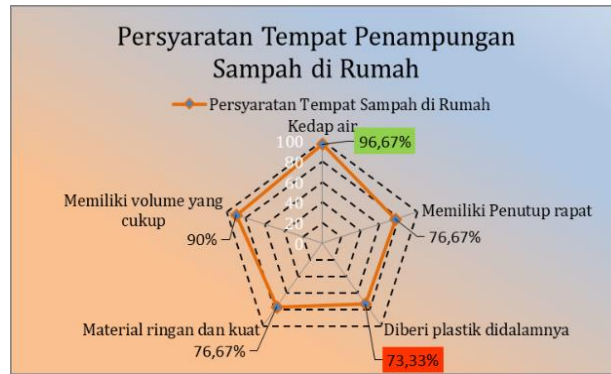 Persyaratan Tempat Penampungan
Sampah di Rumah
Persyaratan Tempat Sampah di Rumah
Kedap air
96,67%
100
80
60
40
20
0
Memiliki Penutup rapat
76,67%
Diberi plastik didalamnya
73,33%
Material ringan dan kuat
76,67%
Memiliki volume yang
cukup
90%